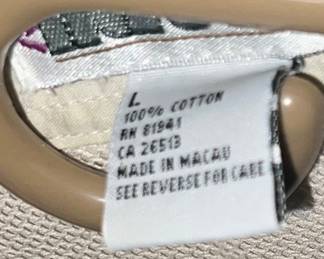 L
100% COTTON
RN 81941
CA 26513
MADE IN MACAU
SEE REVERSE FOR CARE